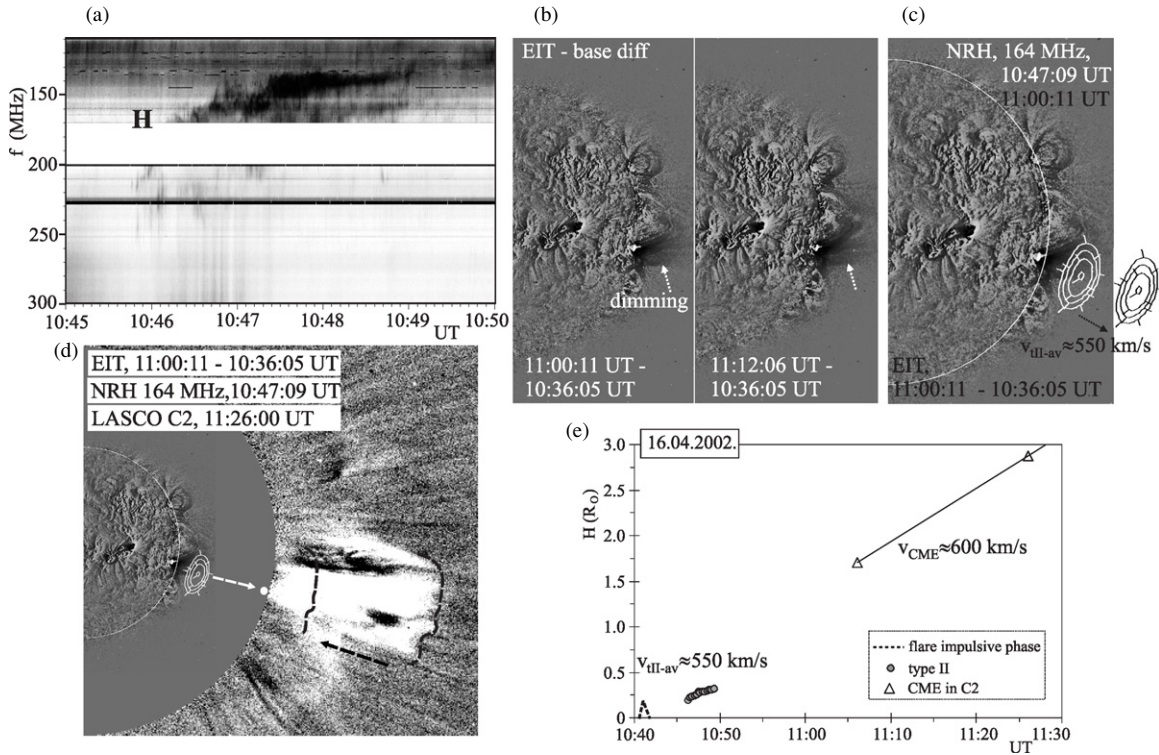 (a)
f (MHz)
150
200
250
300
H
10:45
10:46
10:47
10:48
10:49
10:50
UT
(b)
EIT - base diff
dimming
11:00:11 UT -
10:36:05 UT
11:12:06 UT -
10:36:05 UT
(c)
NRH, 164 MHz,
10:47:09 UT
11:00:11 UT
vtII-av≈550 km/s
EIT,
11:00:11 - 10:36:05 UT
(d)
EIT, 11:00:11 - 10:36:05 UT
NRH 164 MHz,10:47:09 UT
LASCO C2, 11:26:00 UT
(e)
16.04.2002.
H (RO)
3.0
2.5
2.0
1.5
1.0
0.5
0
vCME≈600 km/s
vtII-av≈550 km/s
flare impulsive phase
type II
CME in C2
10:40
10:50
11:00
11:10
11:20
11:30
UT